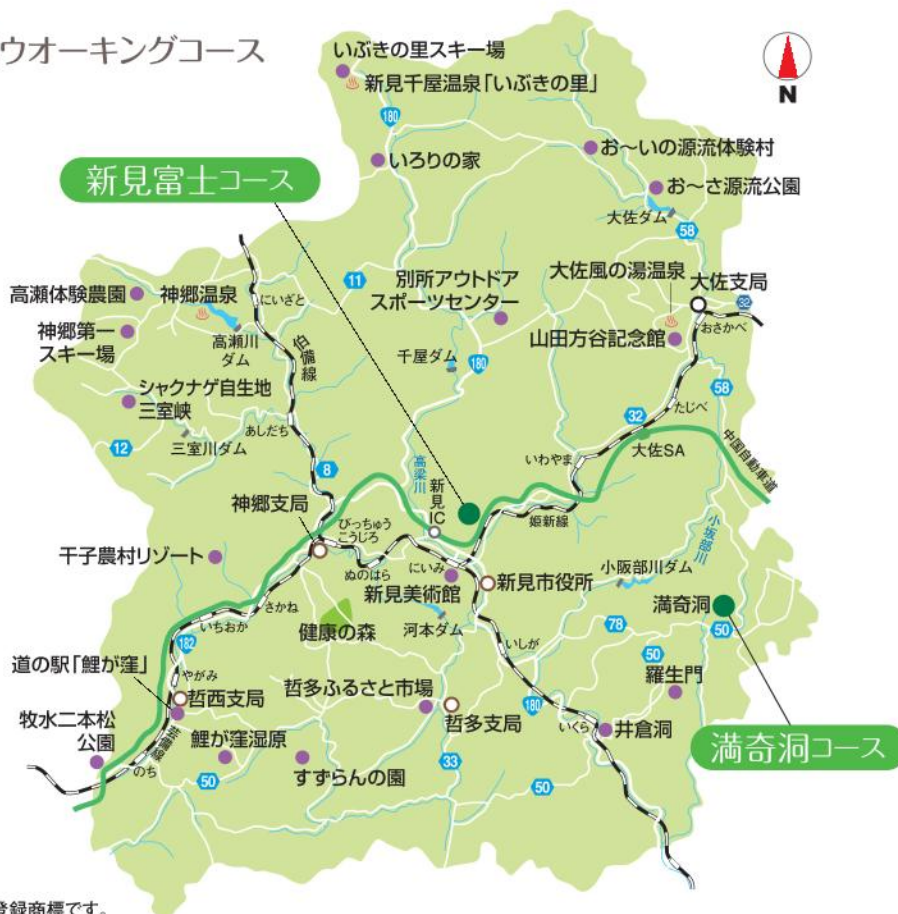 ウオーキングコース
N
いぶきの里スキー場
新見千屋温泉「いぶきの里」
180
いろりの家
お〜いの源流体験村
お〜さ源流公園
大佐ダム
58
新見富士コース
11
別所アウトドア
スポーツセンター
大佐風の湯温泉
大佐支局
32
おさかべ
山田方谷記念館
高瀬体験農園
神郷温泉
にいざと
高瀬川
ダム
伯備線
神郷第一
スキー場
千屋ダム
180
58
シャクナゲ自生地
三室峡
三室川ダム
あしだち
12
32
たじべ
大佐SA
中国自動車道
いわやま
8
高梁川
新見
IC
姫新線
神郷支局
びっちゅう
こうじろ
ぬのはら
にいみ
新見美術館
新見市役所
小阪部川ダム
小坂部川
満奇洞
50
干子農村リゾート
さかね
いちおか
健康の森
河本ダム
いしが
78
50
羅生門
182
道の駅「鯉が窪」
やがみ
哲西支局
哲多ふるさと市場
哲多支局
180
いくら
井倉洞
満奇洞コース
牧水二本松
公園
芸備線
のち
鯉が窪湿原
50
すずらんの園
33
50
登録商標です。